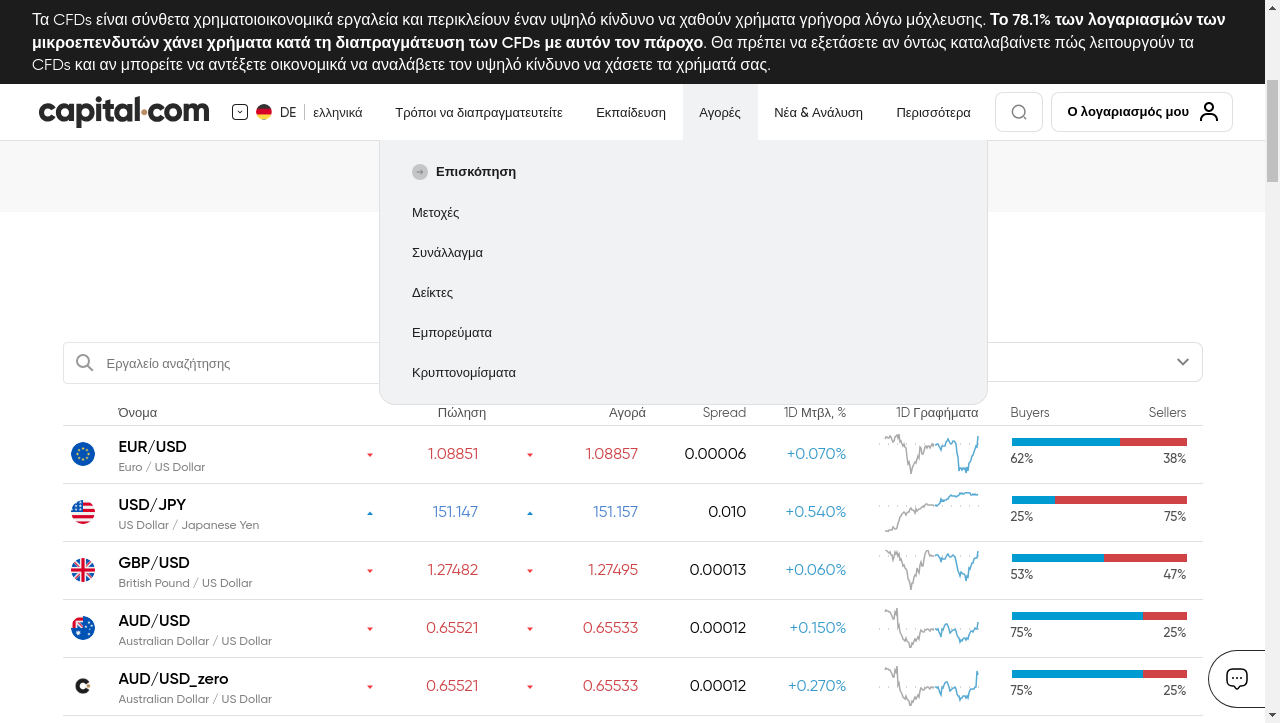 Τα CFDs είναι σύνθετα χρηματοιοικονομικά εργαλεία και περικλείουν έναν υψηλό κίνδυνο να χαθούν χρήματα γρήγορα λόγω μόχλευσης. Το 78.1% των λογαριασμών των
μικροεπενδυτών χάνει χρήματα κατά τη διαπραγμάτευση των CFDs με αυτόν τον πάροχο. Θα πρέπει να εξετάσετε αν όντως καταλαβαίνετε πώς λειτουργούν τα
CFDs και αν μπορείτε να αντέξετε οικονομικά να αναλάβετε τον υψηλό κίνδυνο να χάσετε τα χρήματά σας.
capital.com DE ελληνικά Τρόποι να διαπραγματευτείτε Εκπαίδευση Αγορές Νέα & Ανάλυση Περισσότερα Ο λογαριασμός μου
Επισκόπηση
Μετοχές
Συνάλλαγμα
Δείκτες
Εμπορεύματα
Κρυπτονομίσματα
Εργαλείο αναζήτησης
Όνομα Πώληση Αγορά Spread 1D Μτβλ, % 1D Γραφήματα Buyers Sellers
EUR/USD 1.08851 1.08857 0.00006 +0.070%
Euro / US Dollar 62% 38%
USD/JPY 151.147 151.157 0.010 +0.540%
US Dollar / Japanese Yen 25% 75%
GBP/USD 1.27482 1.27495 0.00013 +0.060%
British Pound / US Dollar 53% 47%
AUD/USD 0.65521 0.65533 0.00012 +0.150%
Australian Dollar / US Dollar 75% 25%
AUD/USD_zero 0.65521 0.65533 0.00012 +0.270%
Australian Dollar / US Dollar 75% 25%